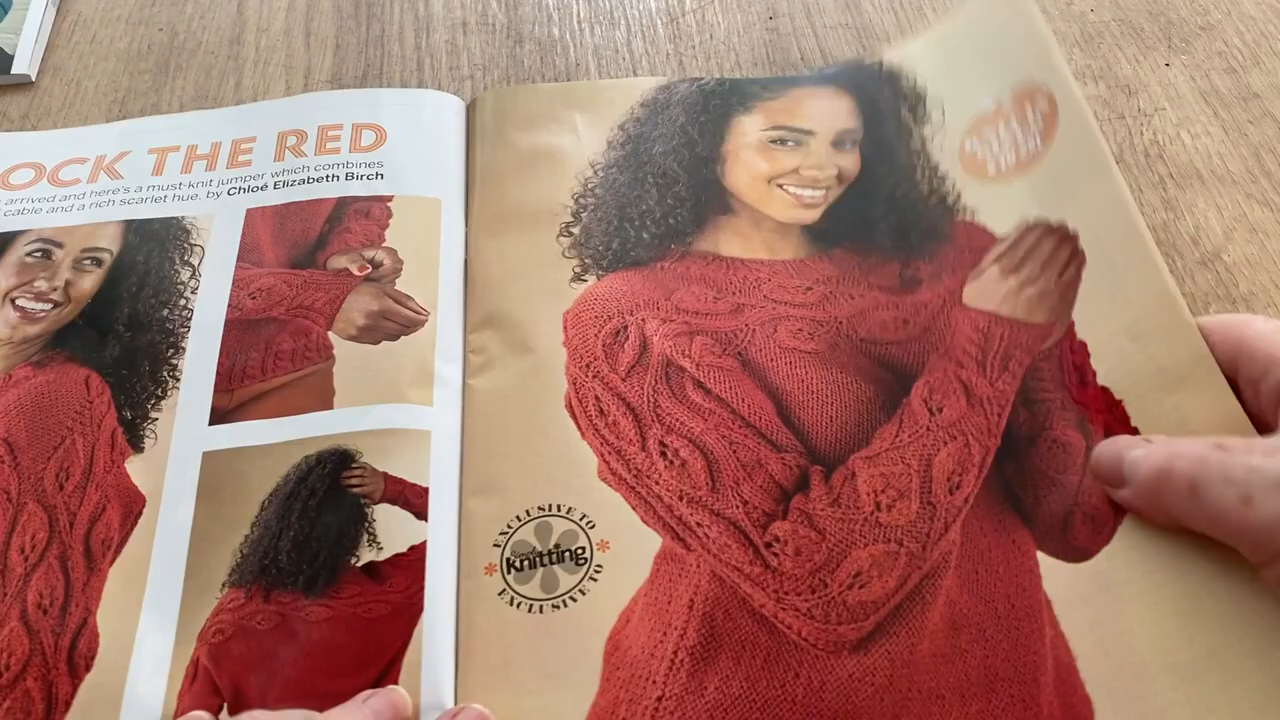 OCK THE RED
arrived and here's a must-knit jumper which combines
cable and a rich scarlet hue. by Chloé Elizabeth Birch
EXCLUSIVE TO
Simply
knitting
EXCLUSIVE TO